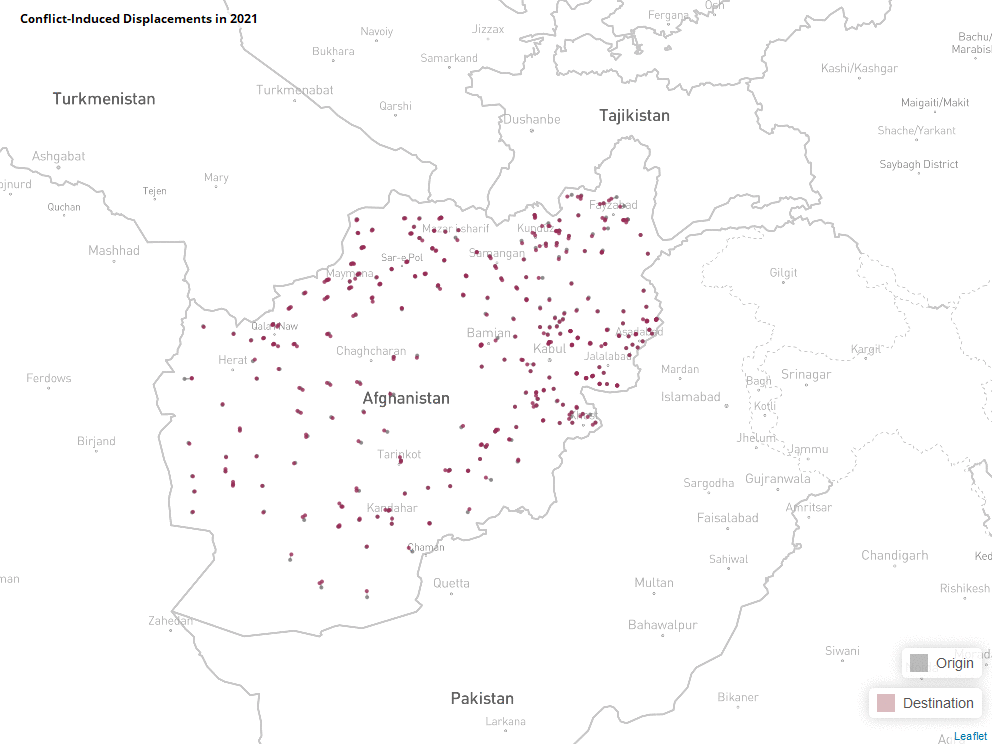 Conflict-Induced Displacements in 2021
Osh
Fergana
Navoiy
Jizzax
Bachu/
Bukhara
Samarkand
Kashi/Kashgar
Turkmenistan
Turkmenabat
Qarshi
Maigaiti/Makit
Dushanbe
Tajikistan
Shache/Yarkant
Ashgabat
Saybagh District
Mary
Tejen
ojnurd
Quchan
Fayzabad
Mazar-i-sharif
Kunduz
Mashhad
Sar-e Pol
Samangan
Maymana
Gilgit
Qala i Naw
Asadabad
Bamian
Chaghcharan
Kabul
Jalalabad
Kargil
Herat
Mardan
Srinagar
Ferdows
Bagh
Afghanistan
Islamabad
Kotli
Khost
Birjand
Jhelum
Jammu
Tarinkot
Sargodha
Gujranwala
Kandahar
Amritsar
Faisalabad
Chaman
Sahiwal
Chandigarh
Ked
man
Quetta
Multan
Rishikesh
Zahedan
Bahawalpur
Siwani
Origin
Pakistan
Bikaner
Destination
Larkana
Leaflet